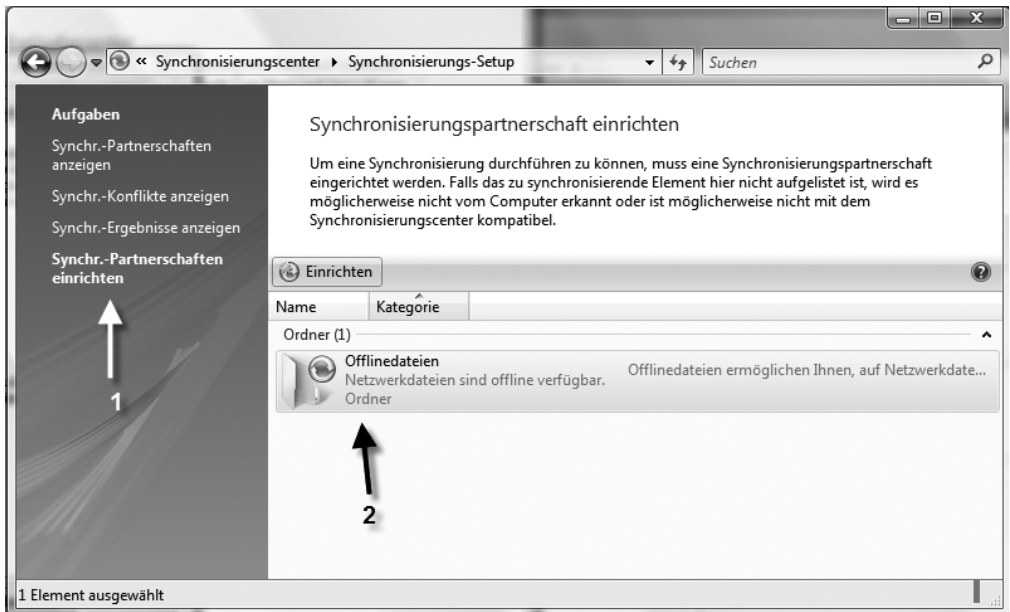 « Synchronisierungscenter ▸ Synchronisierungs-Setup
Suchen
Aufgaben
Synchr.-Partnerschaften
anzeigen
Synchr.-Konflikte anzeigen
Synchr.-Ergebnisse anzeigen
Synchr.-Partnerschaften
einrichten
1
Synchronisierungspartnerschaft einrichten
Um eine Synchronisierung durchführen zu können, muss eine Synchronisierungspartnerschaft
eingerichtet werden. Falls das zu synchronisierende Element hier nicht aufgelistet ist, wird es
möglicherweise nicht vom Computer erkannt oder ist möglicherweise nicht mit dem
Synchronisierungscenter kompatibel.
Einrichten
Name Kategorie
Ordner (1)
Offlinedateien
Netzwerkdateien sind offline verfügbar.
Ordner
Offlinedateien ermöglichen Ihnen, auf Netzwerkdate...
2
1 Element ausgewählt